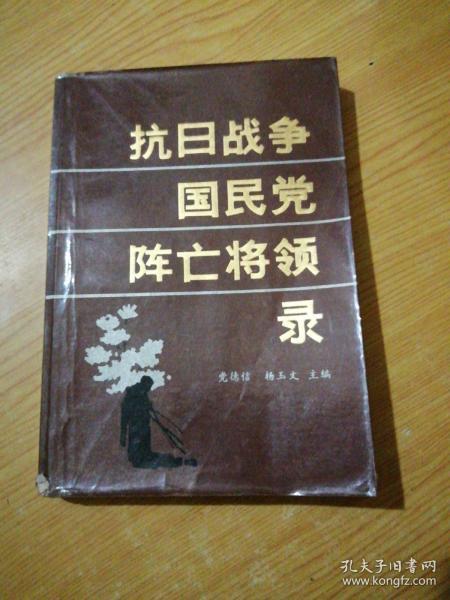 抗日战争
国民党
阵亡将领
录
党德信 杨玉文 主编
孔夫子旧书网
www.kongfz.com